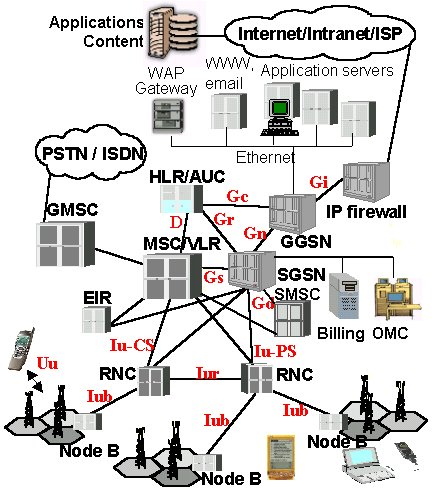 Applications
Content
Internet/Intranet/ISP
WAP
Gateway
WWW,
email
Application servers
Ethernet
PSTN / ISDN
HLR/AUC
Gc
Gi
GMSC
D
Gr
IP firewall
Gn
GGSN
MSC/VLR
Gs
SGSN
EIR
Gd
SMSC
Billing
OMC
Iu-CS
Iu-PS
Uu
RNC
Iur
RNC
Iub
Iub
Iub
Node B
Node B
Node B